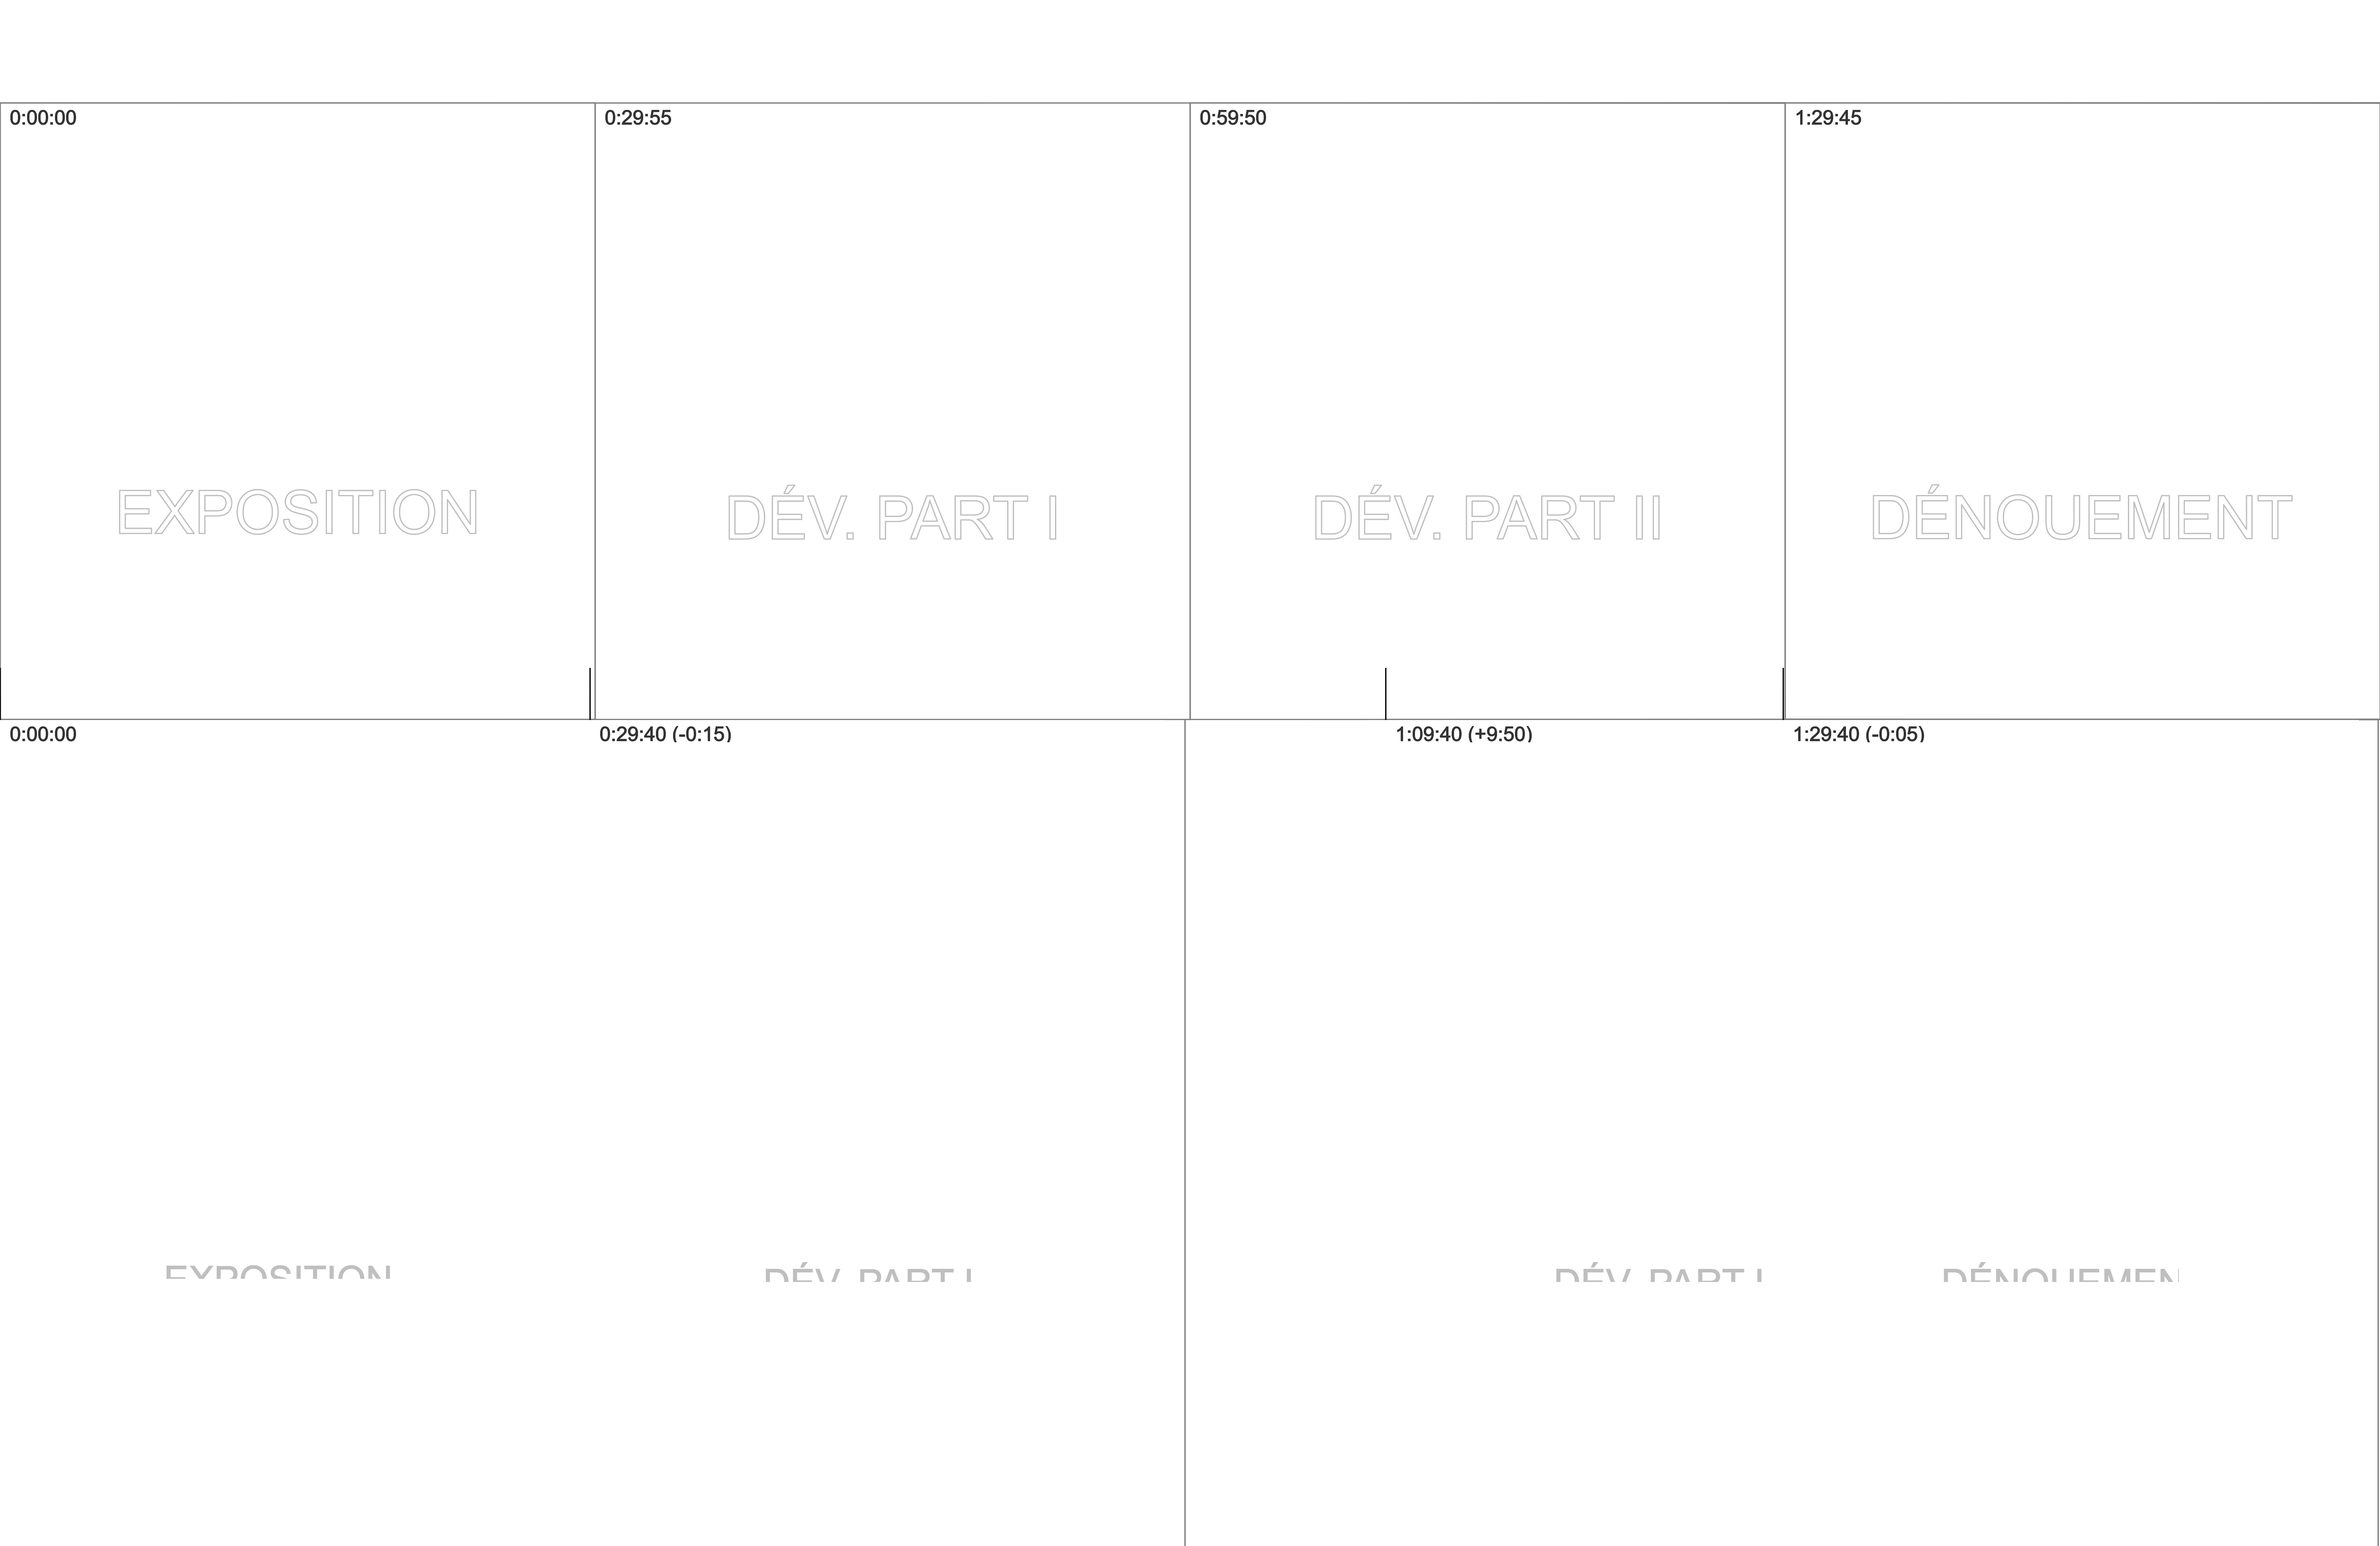 0:00:00 0:29:55 0:59:50 1:29:45
EXPOSITION DÉV. PART I DÉV. PART II DÉNOUEMENT
0:00:00 0:29:40 (-0:15) 1:09:40 (+9:50) 1:29:40 (-0:05)
EXPOSITION DÉV. PART I DÉV. PART I DÉNOUEMEN